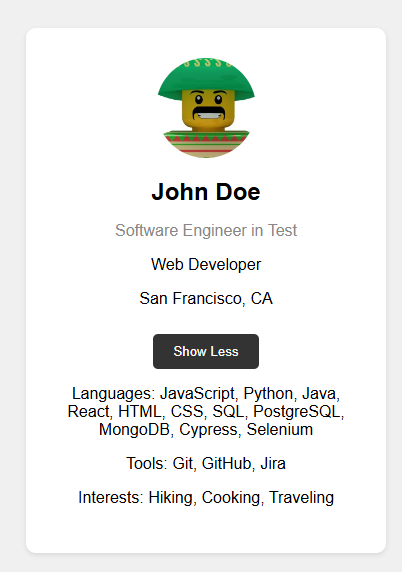 John Doe
Software Engineer in Test
Web Developer
San Francisco, CA
Show Less
Languages: JavaScript, Python, Java,
React, HTML, CSS, SQL, PostgreSQL,
MongoDB, Cypress, Selenium
Tools: Git, GitHub, Jira
Interests: Hiking, Cooking, Traveling